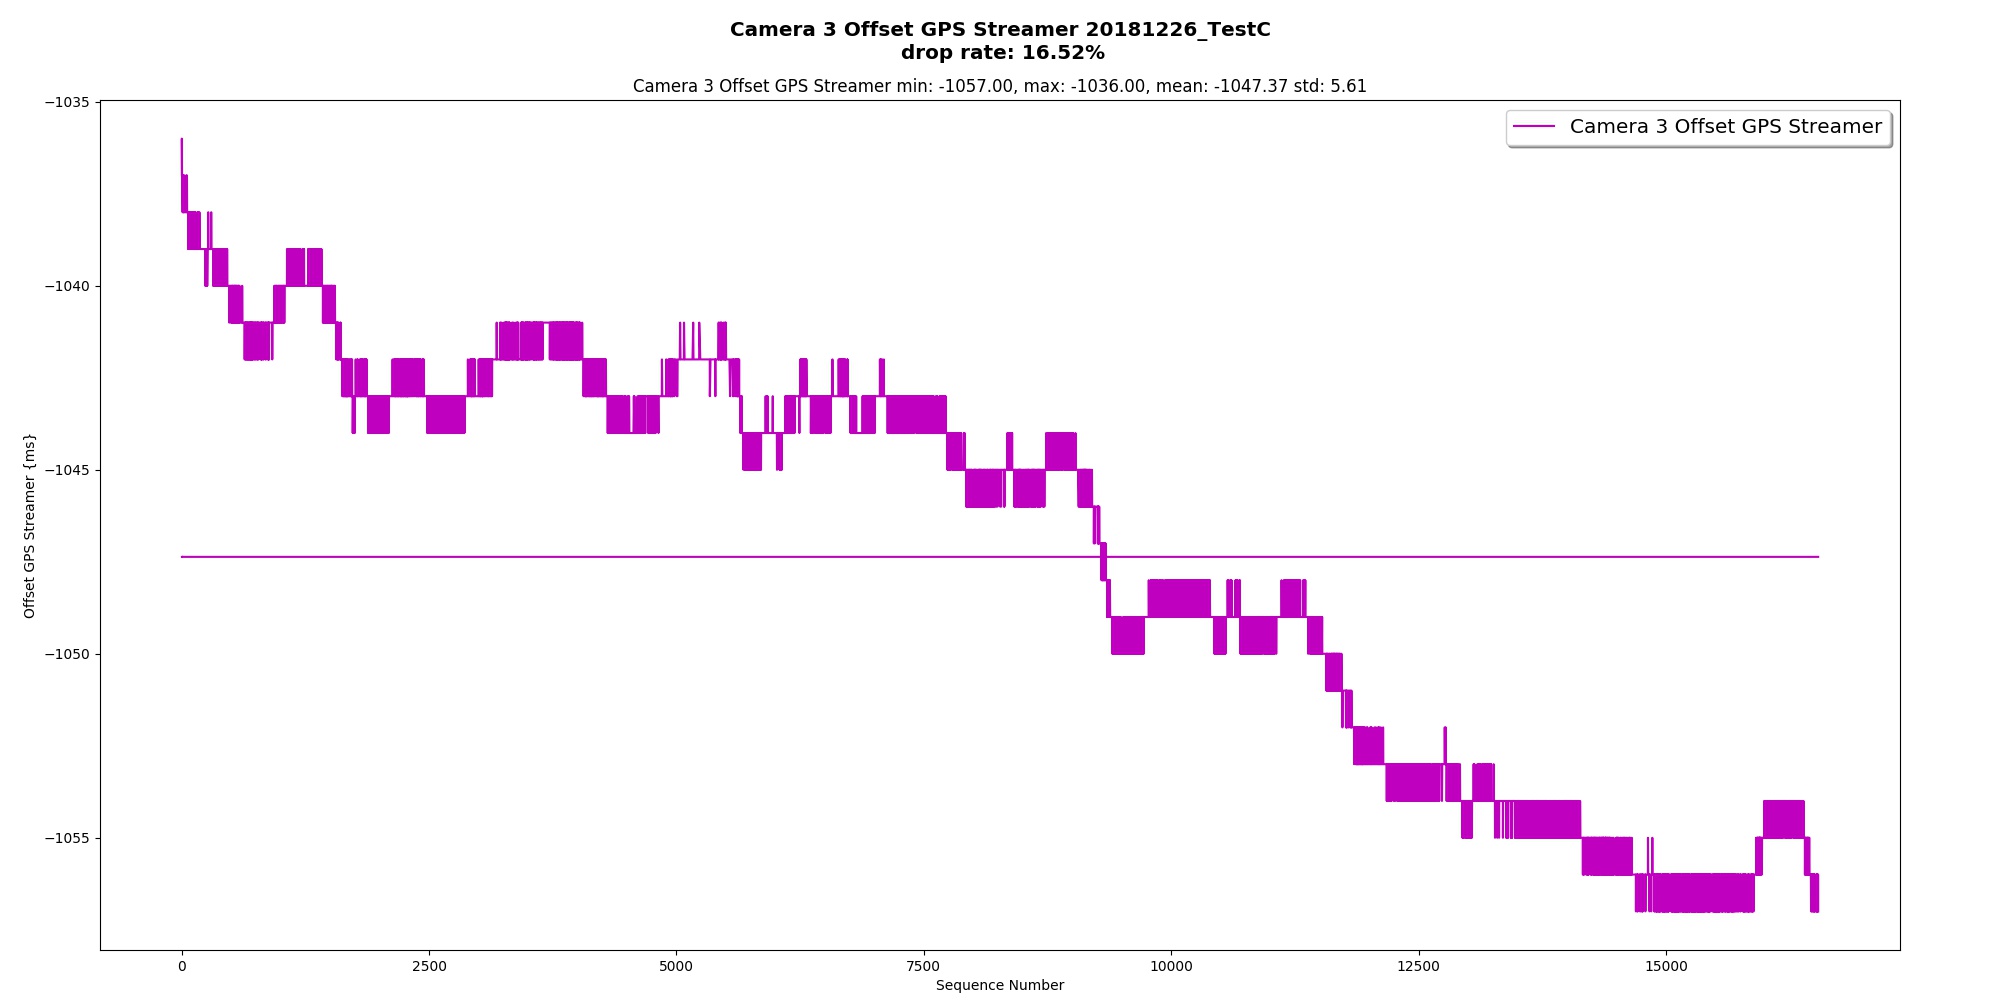 Camera 3 Offset GPS Streamer 20181226_TestC
drop rate: 16.52%
Camera 3 Offset GPS Streamer min: -1057.00, max: -1036.00, mean: -1047.37 std: 5.61
Camera 3 Offset GPS Streamer
−1035
−1040
−1045
−1050
−1055
Offset GPS Streamer {ms}
0
2500
5000
7500
10000
12500
15000
Sequence Number